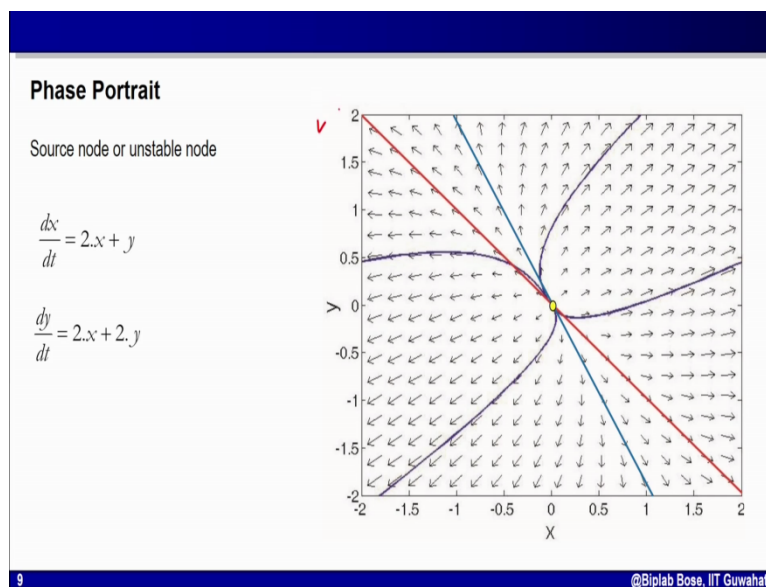 Phase Portrait
Source node or unstable node
dx/dt = 2.x + y
dy/dt = 2.x + 2.y
v
2
1.5
1
0.5
0
-0.5
-1
-1.5
-2
y
-2 -1.5 -1 -0.5 0 0.5 1 1.5 2
X
9
@Biplab Bose, IIT Guwaha